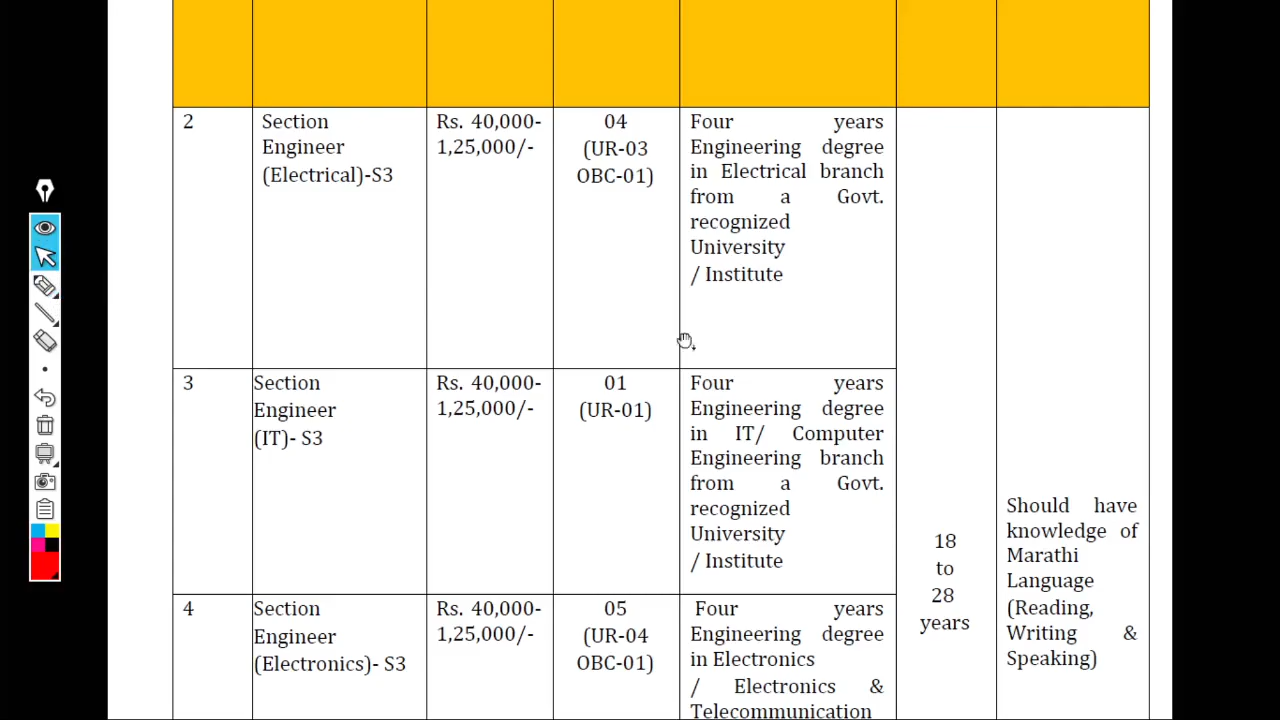 2
Section
Engineer
(Electrical)-S3
Rs. 40,000-
1,25,000/-
04
(UR-03
OBC-01)
Four years
Engineering degree
in Electrical branch
from a Govt.
recognized
University
/ Institute
3
Section
Engineer
(IT)- S3
Rs. 40,000-
1,25,000/-
01
(UR-01)
Four years
Engineering degree
in IT/ Computer
Engineering branch
from a Govt.
recognized
University
/ Institute
4
Section
Engineer
(Electronics)- S3
Rs. 40,000-
1,25,000/-
05
(UR-04
OBC-01)
Four years
Engineering degree
in Electronics
/ Electronics &
Telecommunication
18
to
28
years
Should have
knowledge of
Marathi
Language
(Reading,
Writing &
Speaking)